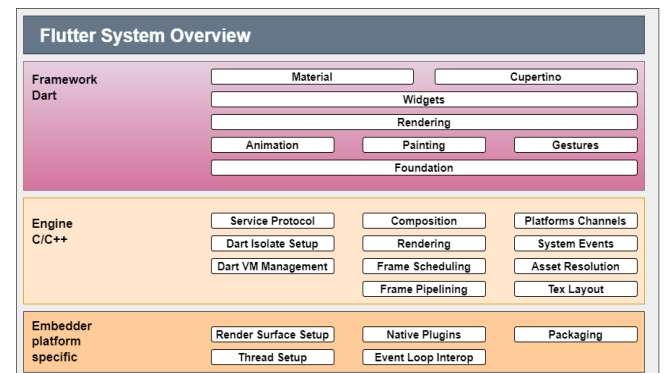 Flutter System Overview
Framework
Dart
Material
Cupertino
Widgets
Rendering
Animation
Painting
Gestures
Foundation
Engine
C/C++
Service Protocol
Composition
Platforms Channels
Dart Isolate Setup
Rendering
System Events
Dart VM Management
Frame Scheduling
Asset Resolution
Frame Pipelining
Tex Layout
Embedder
platform
specific
Render Surface Setup
Native Plugins
Packaging
Thread Setup
Event Loop Interop